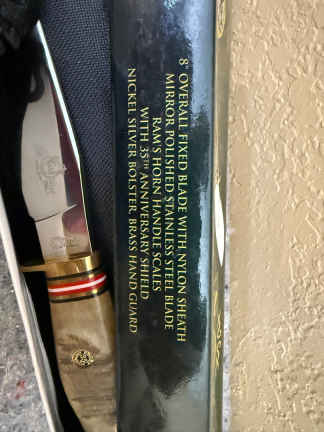 8" OVERALL FIXED BLADE WITH NYLON SHEATH
MIRROR POLISHED STAINLESS STEEL BLADE
RAM'S HORN HANDLE SCALES
WITH 35TH ANNIVERSARY SHIELD
NICKEL SILVER BOLSTER, BRASS HAND GUARD